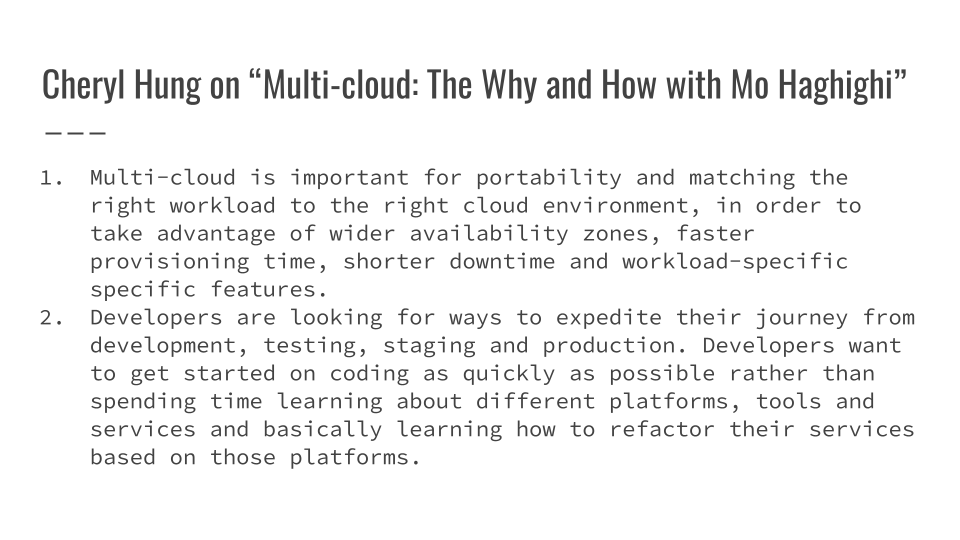 Cheryl Hung on “Multi-cloud: The Why and How with Mo Haghighi”
1. Multi-cloud is important for portability and matching the
right workload to the right cloud environment, in order to
take advantage of wider availability zones, faster
provisioning time, shorter downtime and workload-specific
specific features.
2. Developers are looking for ways to expedite their journey from
development, testing, staging and production. Developers want
to get started on coding as quickly as possible rather than
spending time learning about different platforms, tools and
services and basically learning how to refactor their services
based on those platforms.